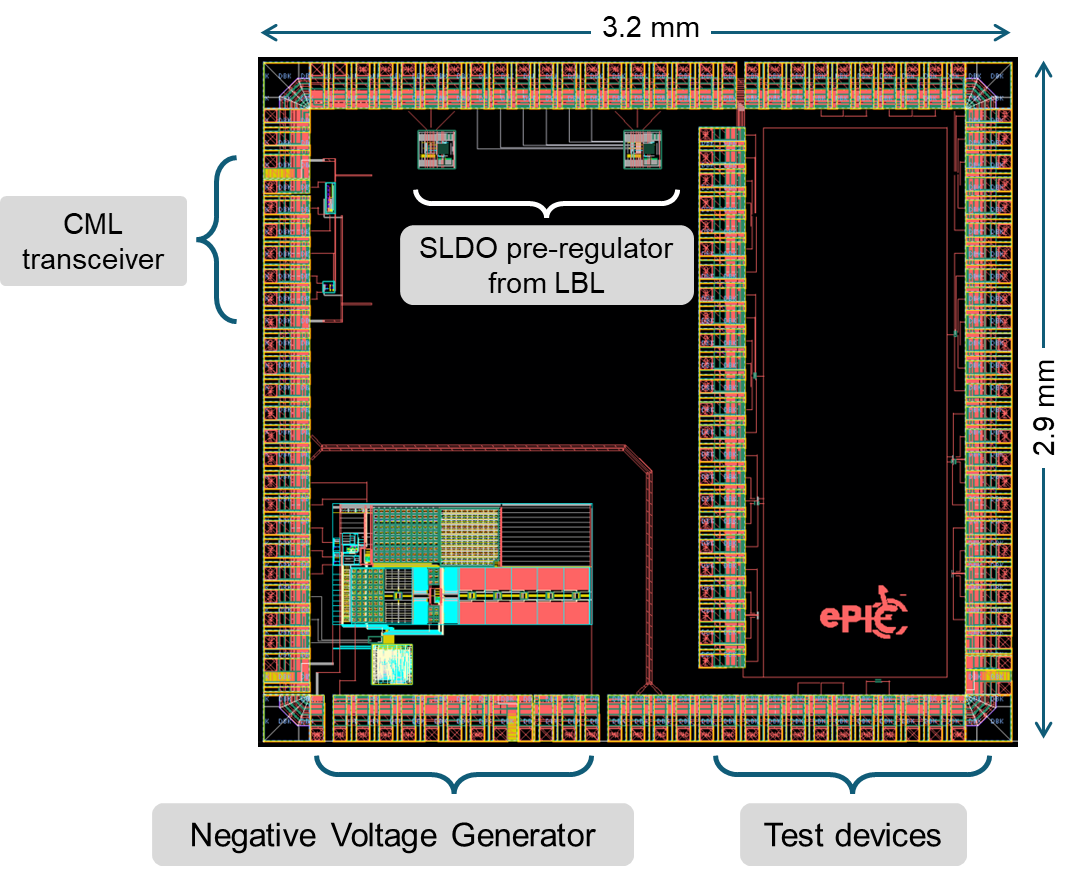 3.2 mm
CML
transceiver
SLDO pre-regulator
from LBL
2.9 mm
ePIC
Negative Voltage Generator
Test devices